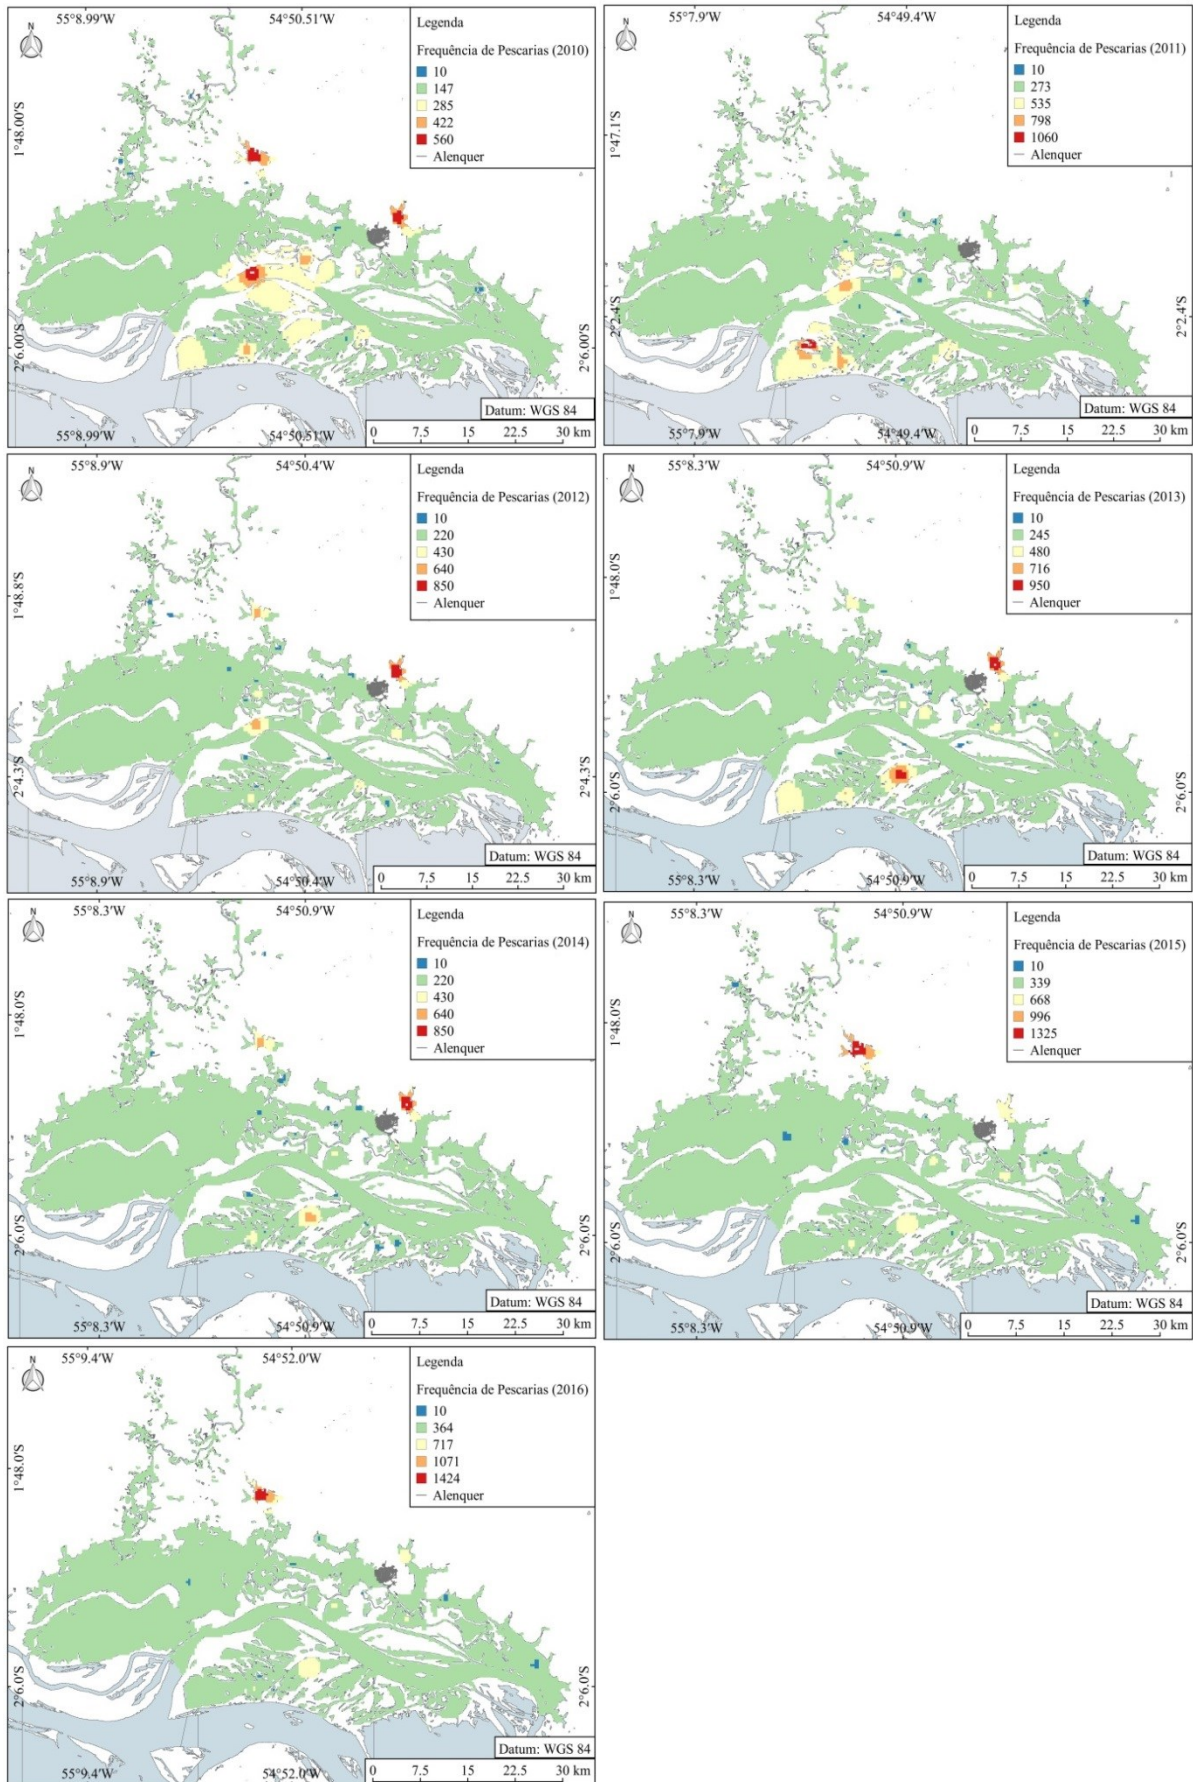 55°8.99'W 54°50.51'W
N
Legenda
Frequência de Pescarias (2010)
10
147
285
422
560
Alenquer
1°48.00'S
2°6.00'S 2°6.00'S
Datum: WGS 84
55°8.99'W 54°50.51'W
0 7.5 15 22.5 30 km
55°7.9'W 54°49.4'W
N
Legenda
Frequência de Pescarias (2011)
10
273
535
798
1060
Alenquer
1°47.1'S
2°2.4'S 2°2.4'S
Datum: WGS 84
55°7.9'W 54°49.4'W
0 7.5 15 22.5 30 km
55°8.9'W 54°50.4'W
N
Legenda
Frequência de Pescarias (2012)
10
220
430
640
850
Alenquer
1°48.8'S
2°4.3'S 2°4.3'S
Datum: WGS 84
55°8.9'W 54°50.4'W
0 7.5 15 22.5 30 km
55°8.3'W 54°50.9'W
N
Legenda
Frequência de Pescarias (2013)
10
245
480
716
950
Alenquer
1°48.0'S
2°6.0'S 2°6.0'S
Datum: WGS 84
55°8.3'W 54°50.9'W
0 7.5 15 22.5 30 km
55°8.3'W 54°50.9'W
N
Legenda
Frequência de Pescarias (2014)
10
220
430
640
850
Alenquer
1°48.0'S
2°6.0'S 2°6.0'S
Datum: WGS 84
55°8.3'W 54°50.9'W
0 7.5 15 22.5 30 km
55°8.3'W 54°50.9'W
N
Legenda
Frequência de Pescarias (2015)
10
339
668
996
1325
Alenquer
1°48.0'S
2°6.0'S 2°6.0'S
Datum: WGS 84
55°8.3'W 54°50.9'W
0 7.5 15 22.5 30 km
55°9.4'W 54°52.0'W
N
Legenda
Frequência de Pescarias (2016)
10
364
717
1071
1424
Alenquer
1°48.0'S
2°6.0'S 2°6.0'S
Datum: WGS 84
55°9.4'W 54°52.0'W
0 7.5 15 22.5 30 km